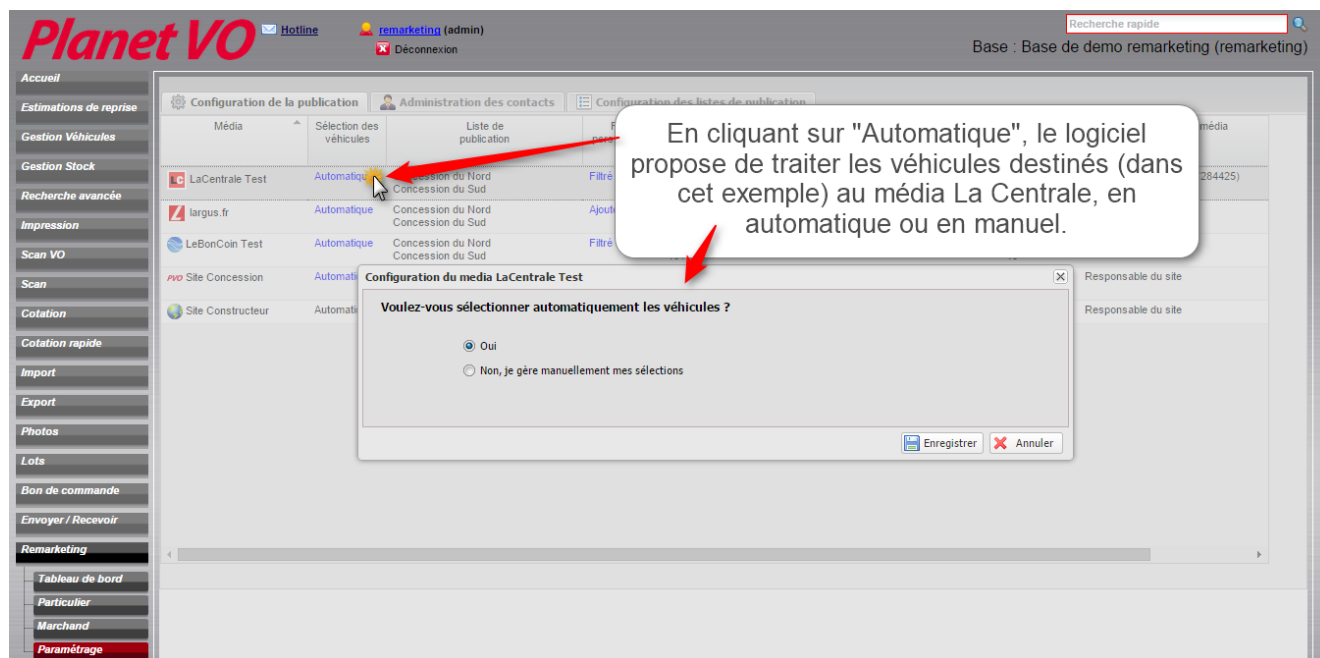 Planet VO
Hotline
remarketing (admin)
Déconnexion
Recherche rapide
Base : Base de demo remarketing (remarketing)
Accueil
Estimations de reprise
Gestion Véhicules
Gestion Stock
Recherche avancée
Impression
Scan VO
Scan
Cotation
Cotation rapide
Import
Export
Photos
Lots
Bon de commande
Envoyer / Recevoir
Remarketing
Tableau de bord
Particulier
Marchand
Paramétrage
Configuration de la publication
Administration des contacts
Configuration des listes de publication
Média
Sélection des véhicules
Liste de publication
média
LaCentrale Test
Concession du Sud
Filtré
284425)
largus.fr
Automatique
Concession du Nord
Concession du Sud
LeBonCoin Test
Automatique
Concession du Nord
Concession du Sud
Filtré
PVO Site Concession
Responsable du site
Site Constructeur
Responsable du site
En cliquant sur "Automatique", le logiciel
propose de traiter les véhicules destinés (dans
cet exemple) au média La Centrale, en
automatique ou en manuel.
Configuration du media LaCentrale Test
Voulez-vous sélectionner automatiquement les véhicules ?
Oui
Non, je gère manuellement mes sélections
Enregistrer
Annuler